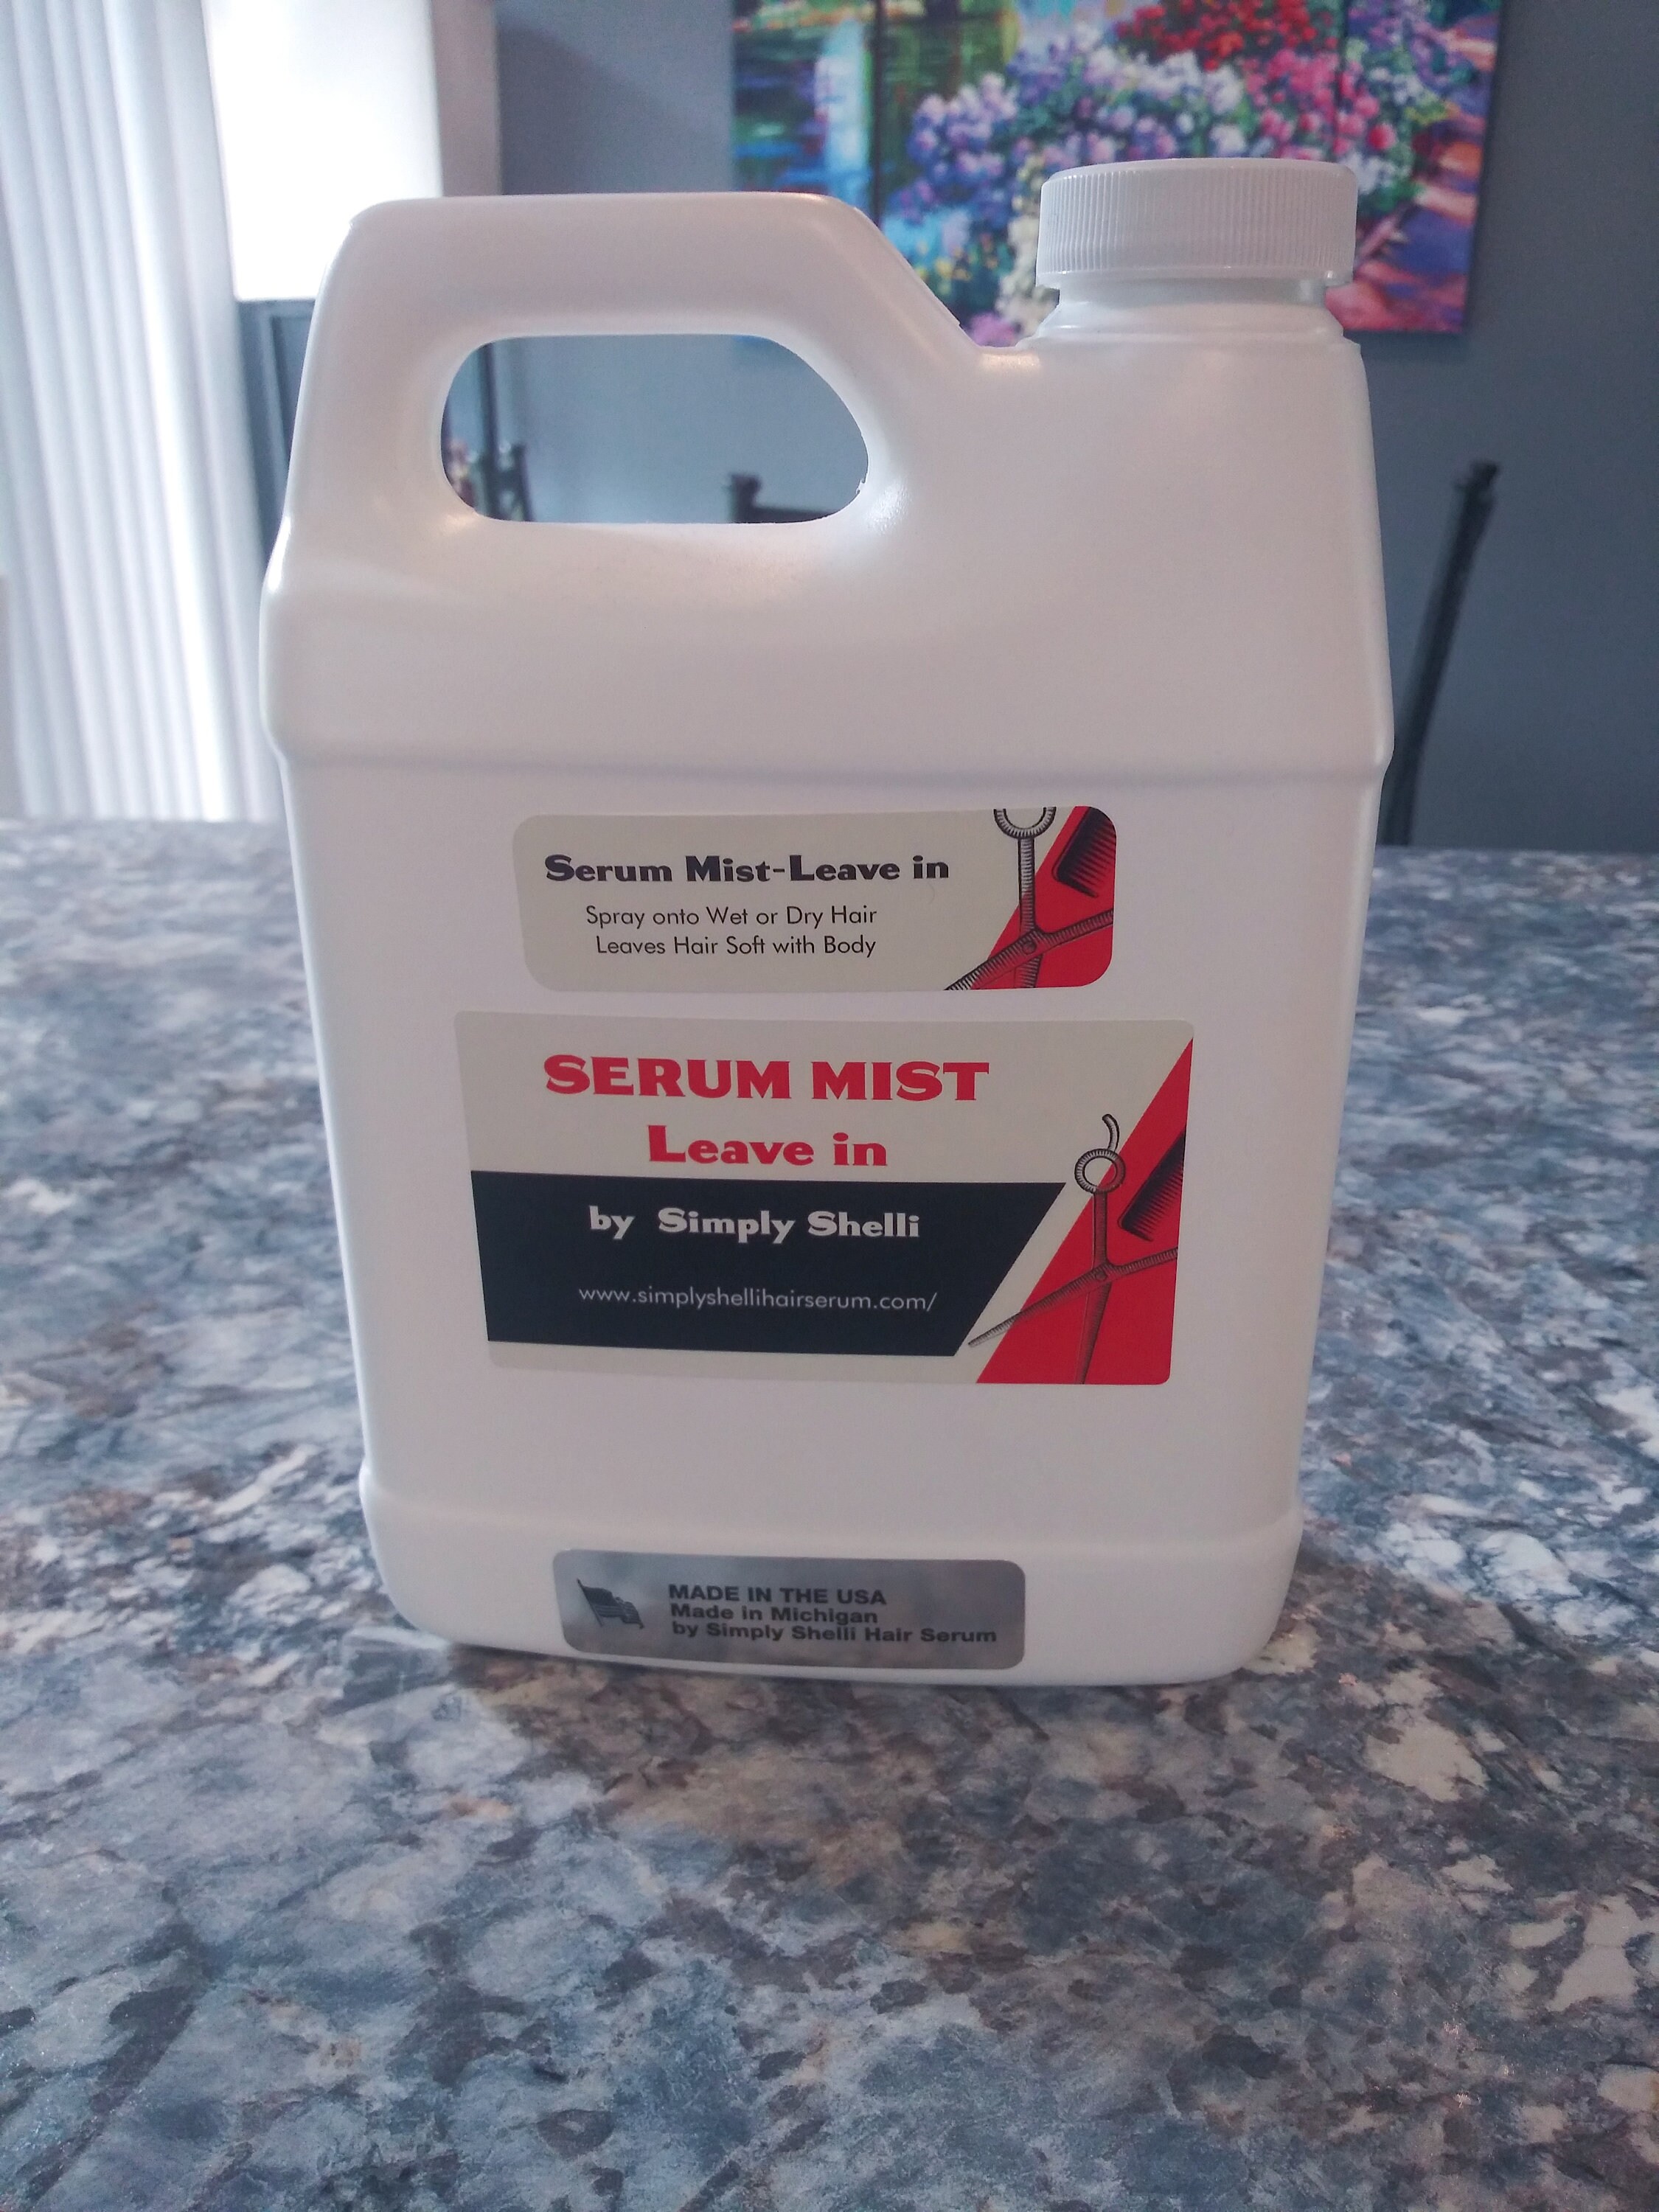 Serum Mist-Leave in
Spray onto Wet or Dry Hair
Leaves Hair Soft with Body
SERUM MIST
Leave in
by Simply Shelli
www.simplyshellihairserum.com/
MADE IN THE USA
Made in Michigan
by Simply Shelli Hair Serum